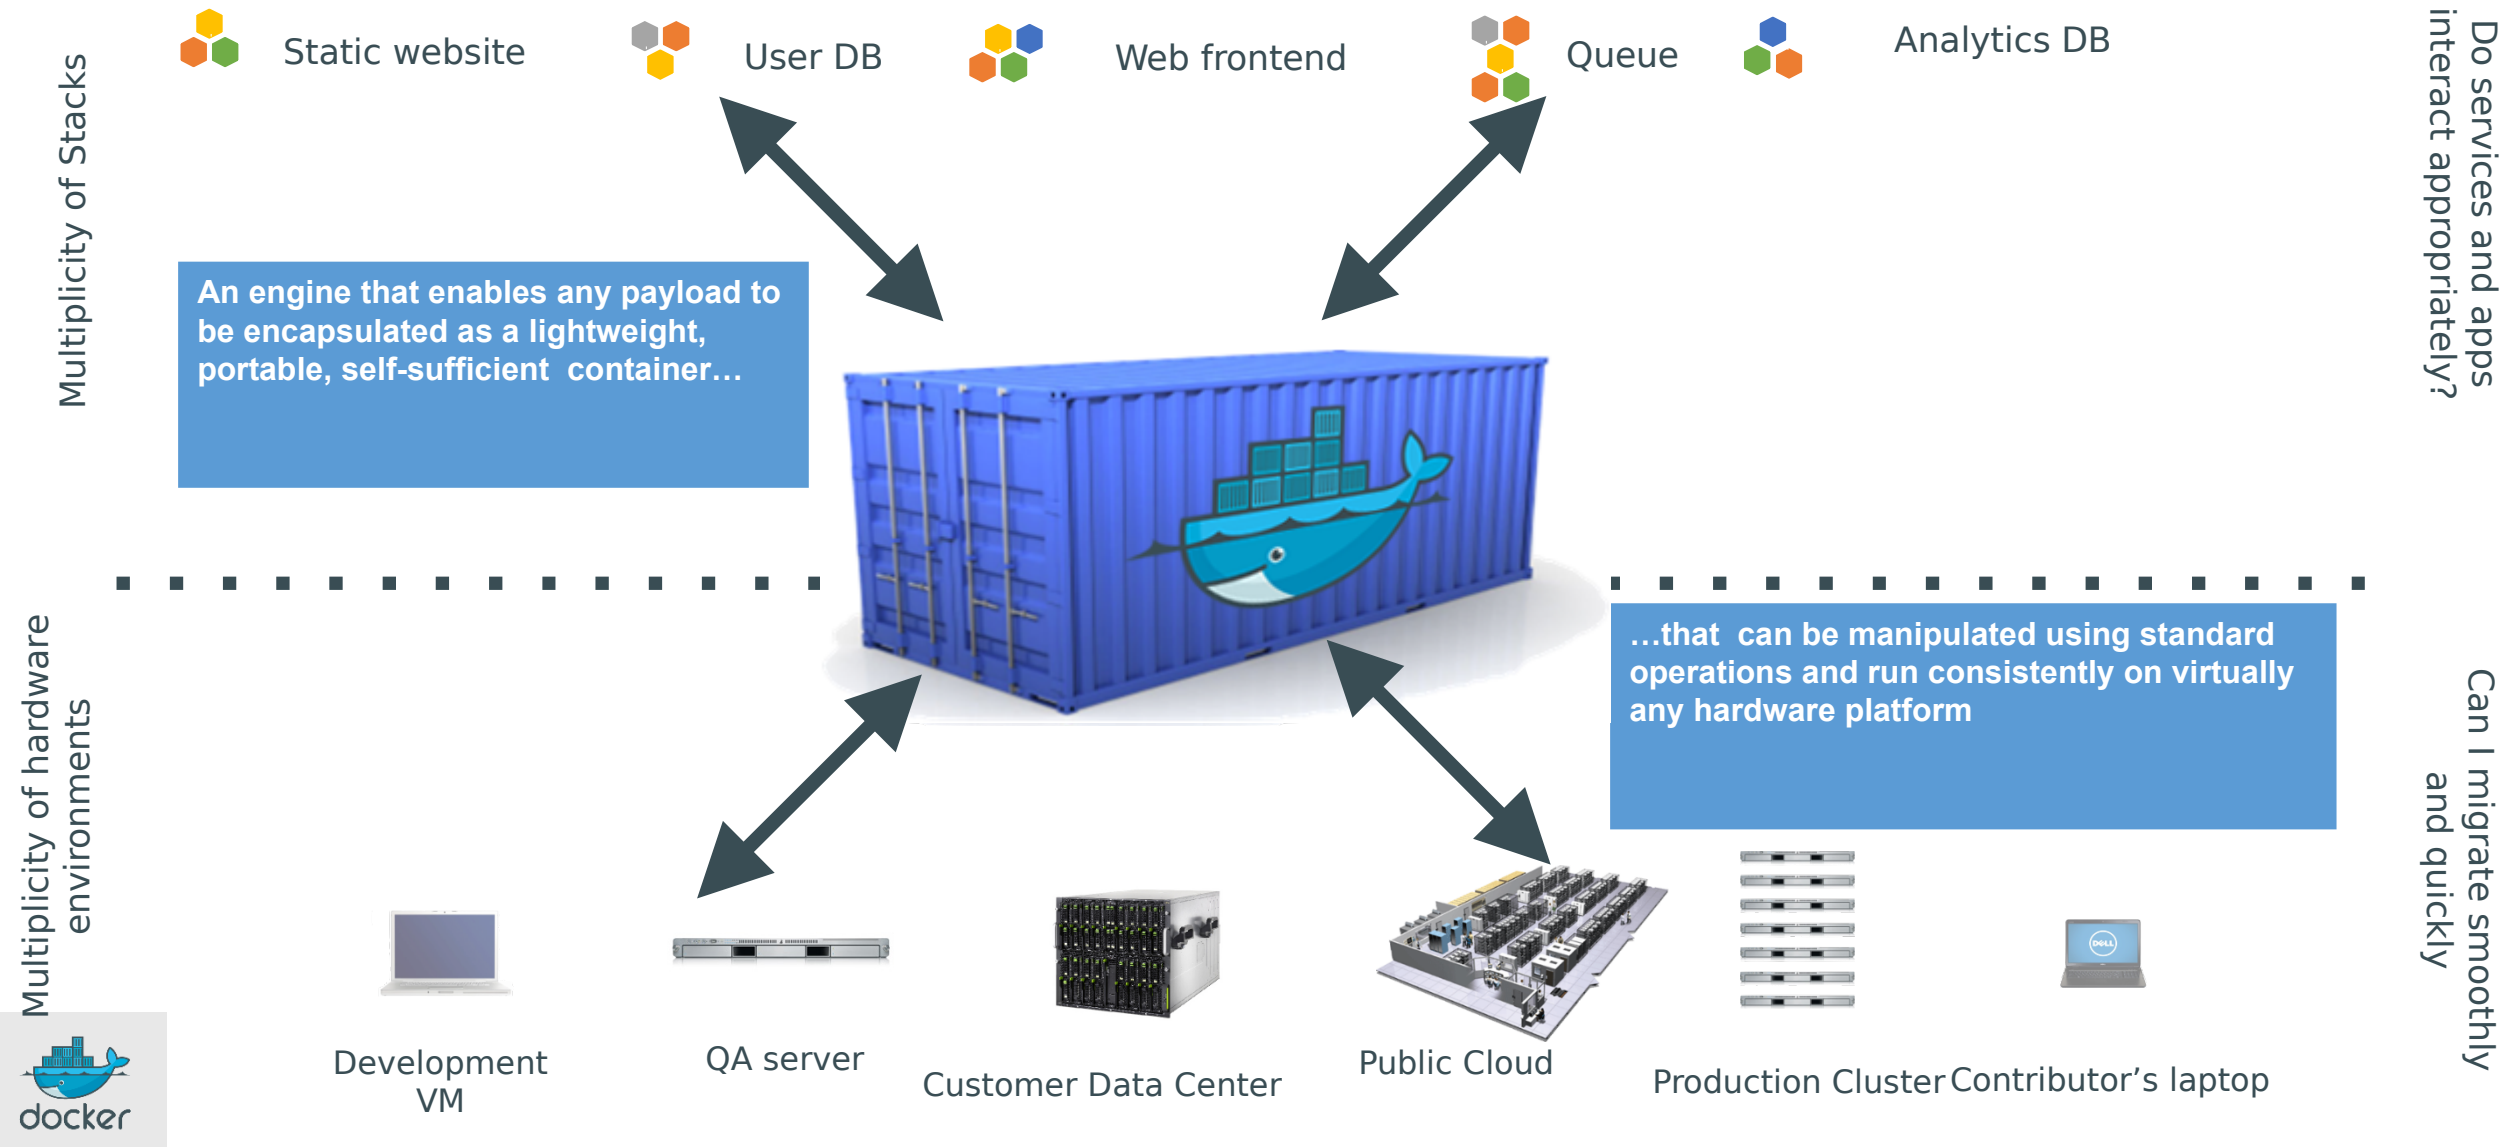 Static website
User DB
Web frontend
Queue
Analytics DB
Multiplicity of Stacks
Do services and apps
interact appropriately?
An engine that enables any payload to
be encapsulated as a lightweight,
portable, self-sufficient container…
…that can be manipulated using standard
operations and run consistently on virtually
any hardware platform
Multiplicity of hardware
environments
Can I migrate smoothly
and quickly
DELL
Development
VM
QA server
Customer Data Center
Public Cloud
Production Cluster
Contributor’s laptop
docker